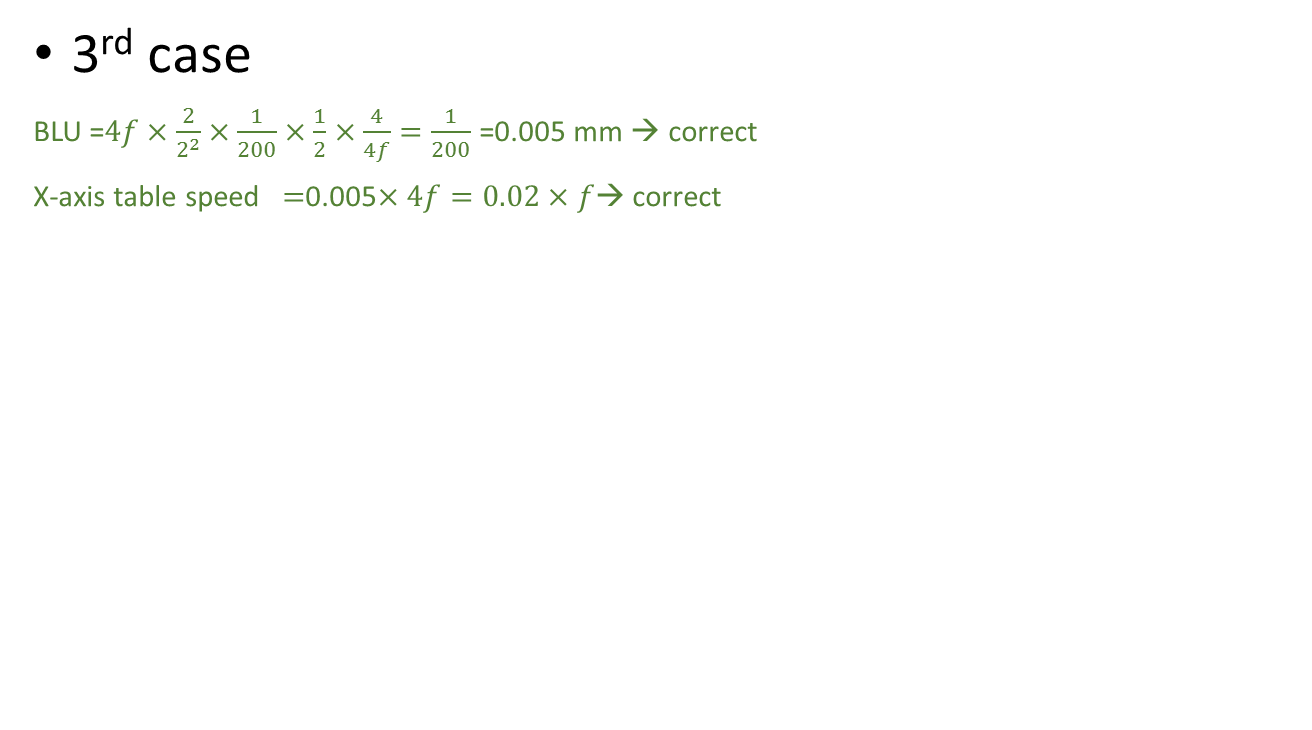 • 3rd case
BLU =4𝑓 × 2/2² × 1/200 × 1/2 × 4/4𝑓 = 1/200 =0.005 mm → correct
X-axis table speed =0.005× 4𝑓 = 0.02 × 𝑓→ correct